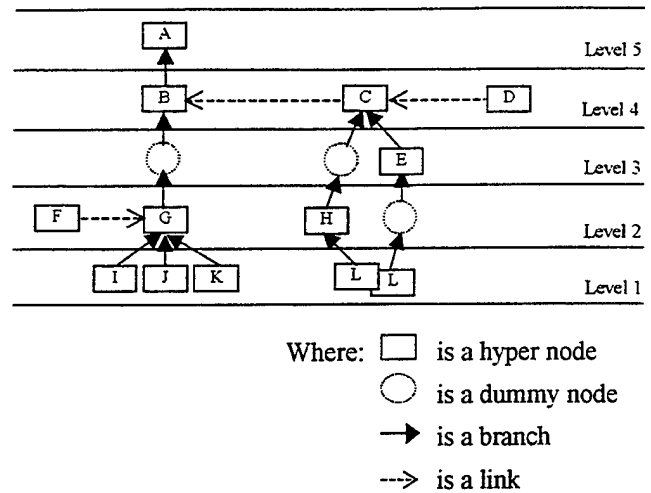 A
Level 5
B C D
Level 4
E
Level 3
F G H
Level 2
I J K L L
Level 1
Where: is a hyper node
is a dummy node
is a branch
is a link